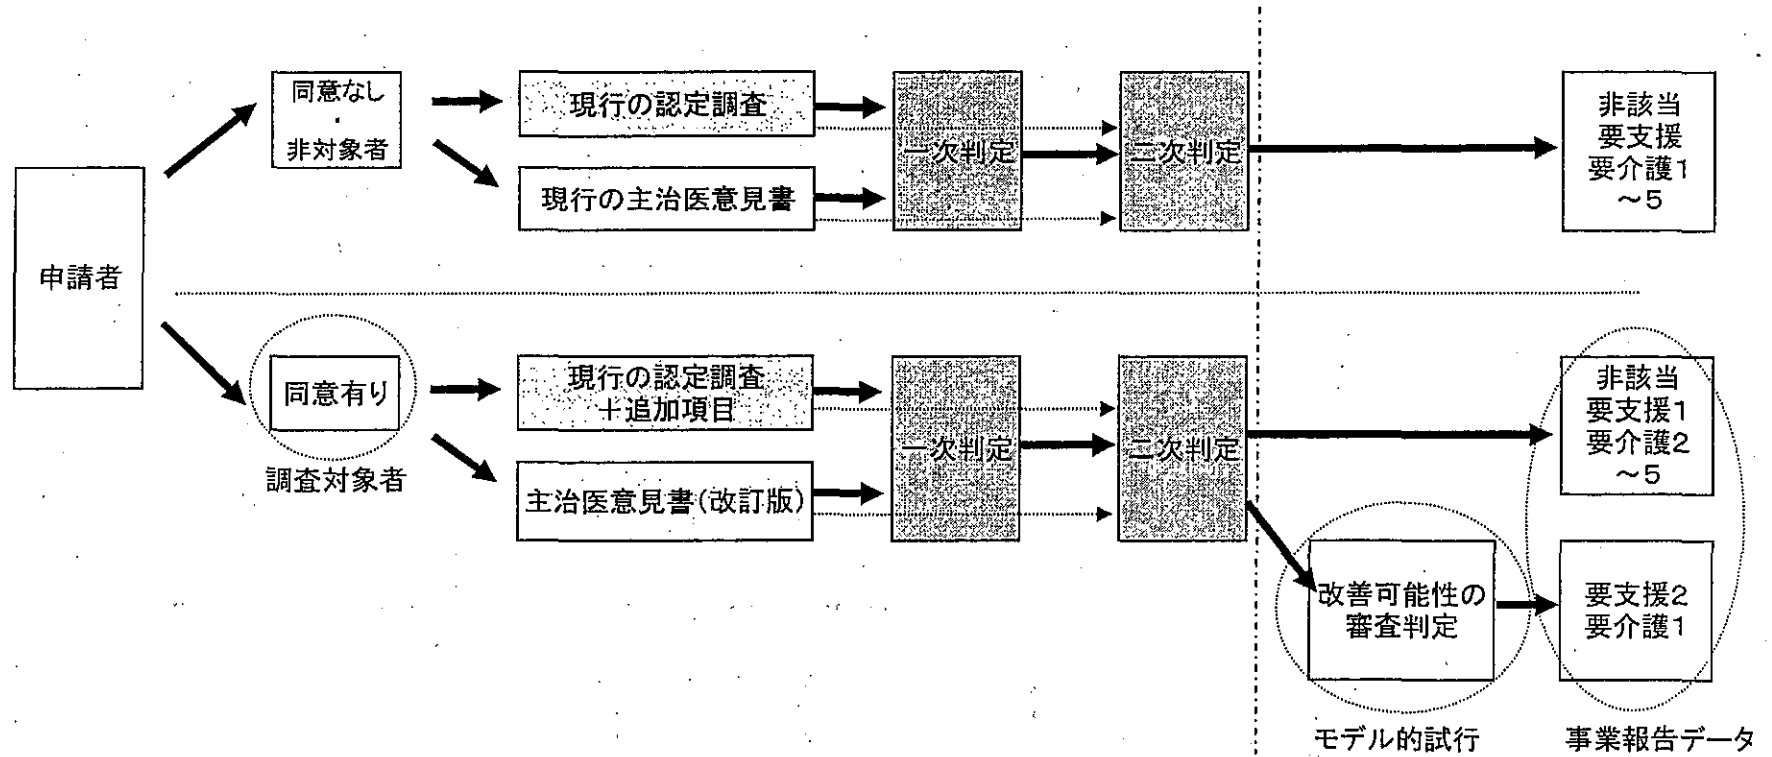 申請者
同意なし
・
非対象者
現行の認定調査
現行の主治医意見書
一次判定
二次判定
非該当
要支援
要介護1
～5
同意有り
調査対象者
現行の認定調査
＋追加項目
主治医意見書(改訂版)
一次判定
二次判定
非該当
要支援1
要介護2
～5
改善可能性の
審査判定
要支援2
要介護1
モデル的試行
事業報告データ